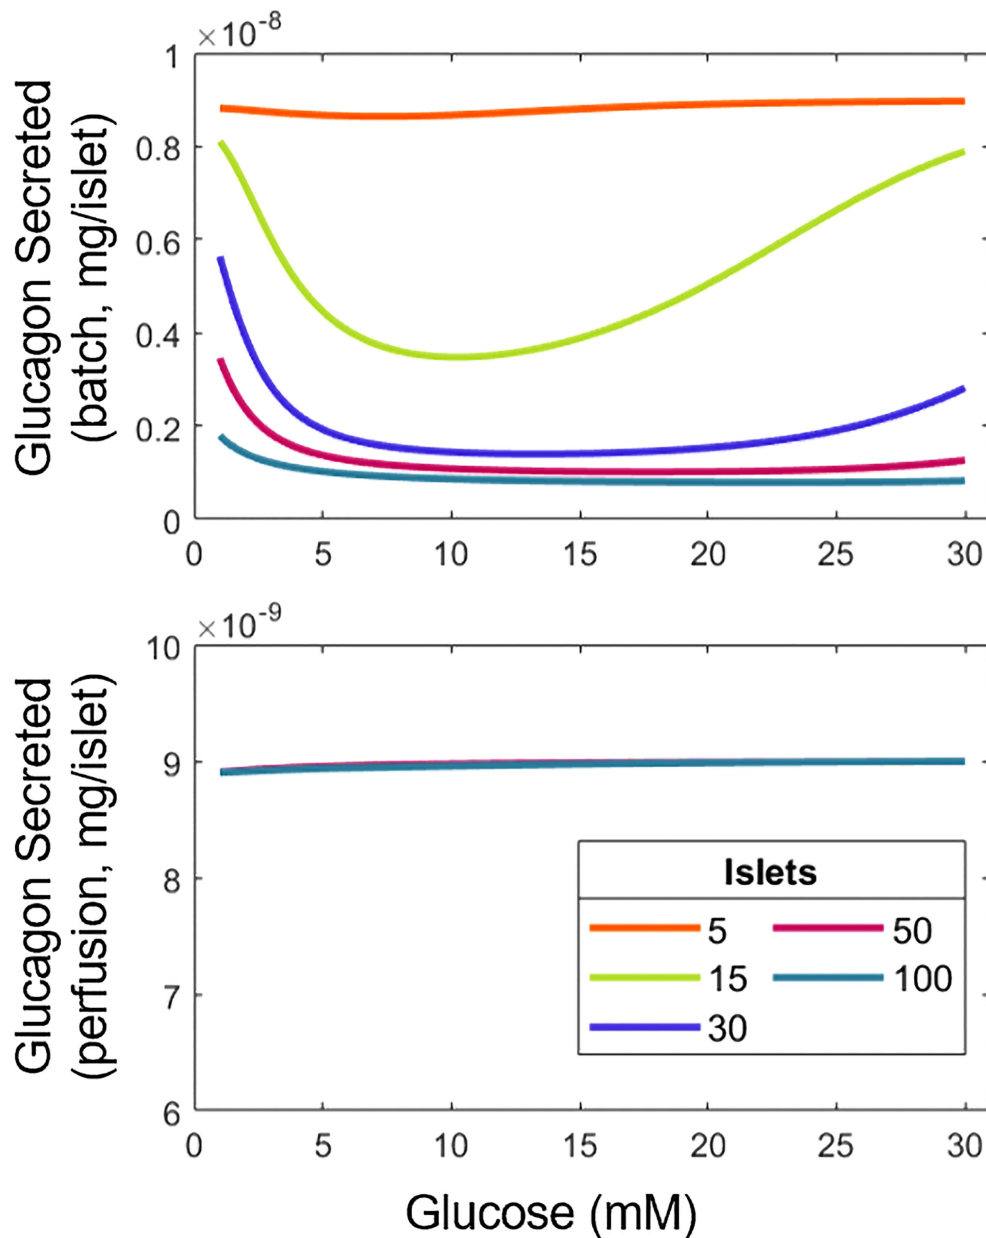 ×10-8
Glucagon Secreted
(batch, mg/islet)
1
0.8
0.6
0.4
0.2
0
0 5 10 15 20 25 30
×10-9
Glucagon Secreted
(perfusion, mg/islet)
10
9
8
7
6
Islets
5 50
15 100
30
0 5 10 15 20 25 30
Glucose (mM)